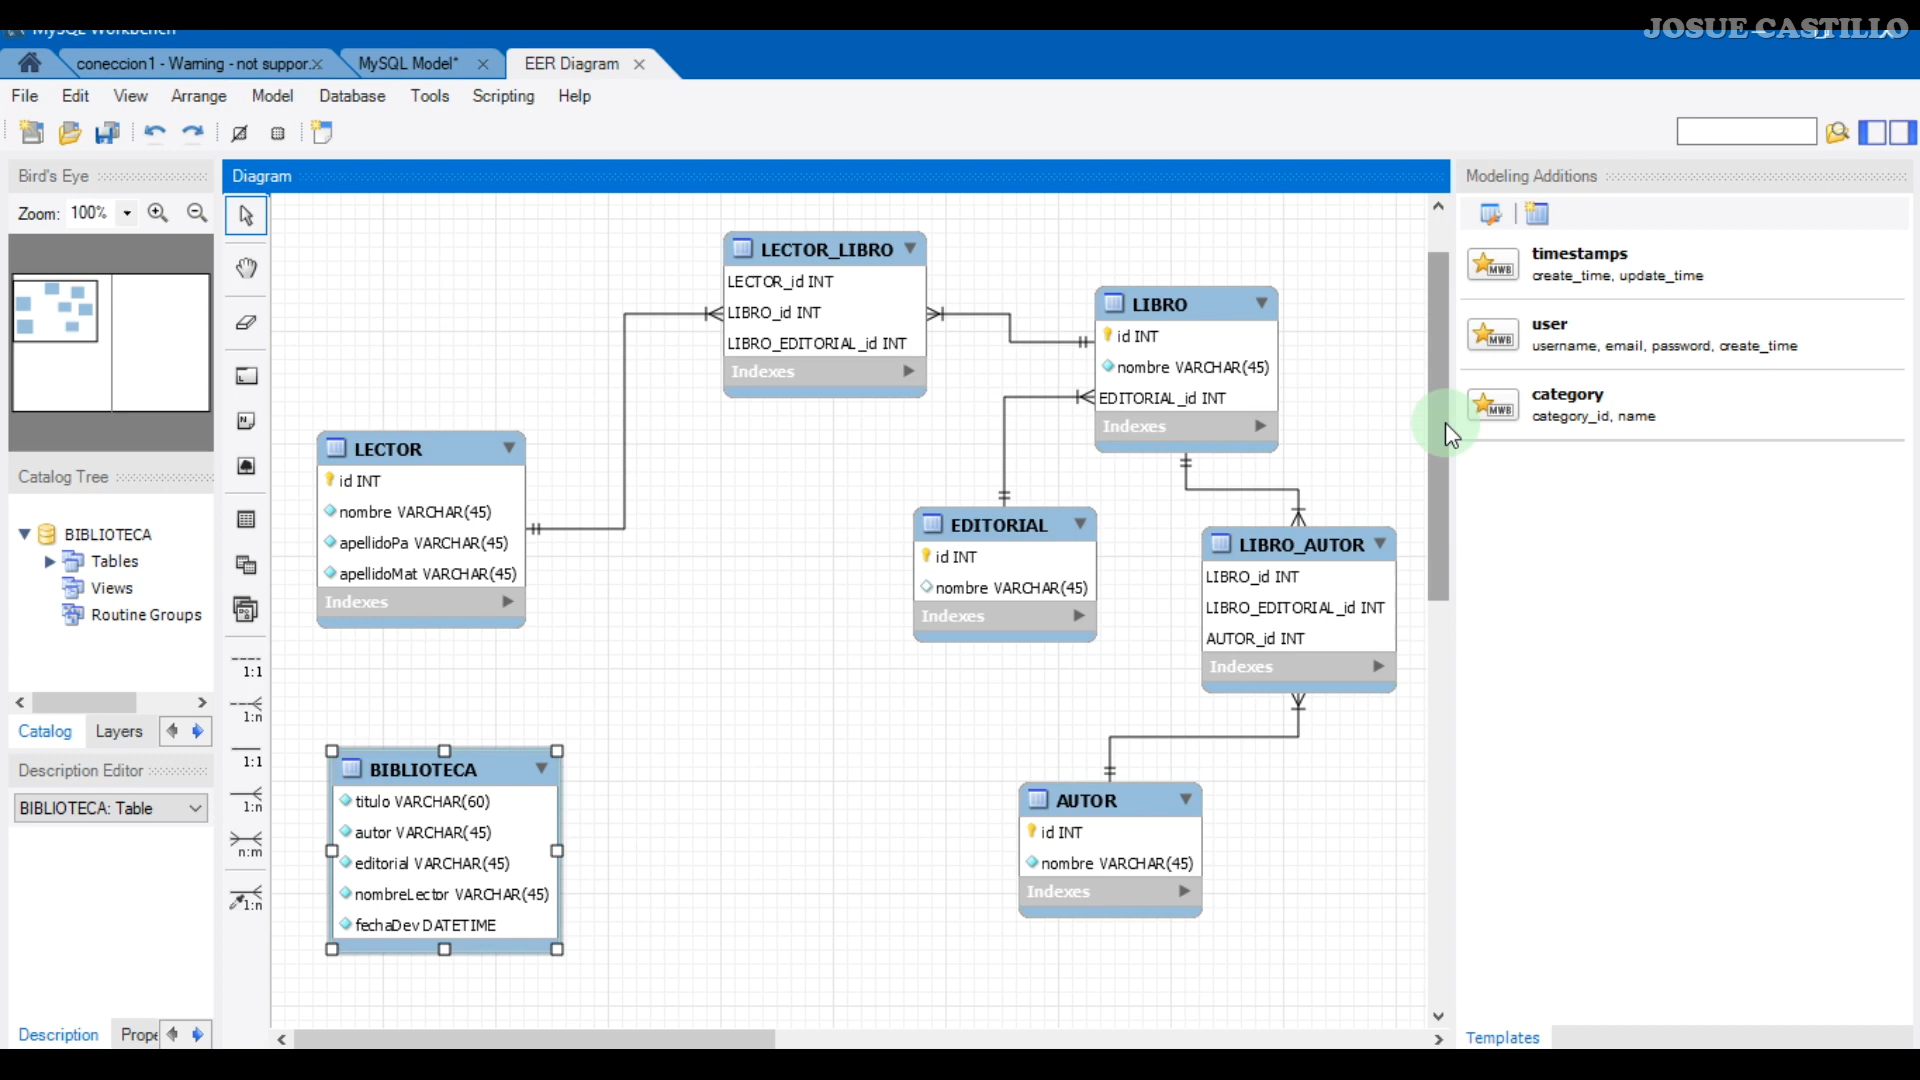 JOSUE CASTILLO
MySQL Workbench
coneccion1 - Warning - not suppor.
MySQL Model*
EER Diagram
File Edit View Arrange Model Database Tools Scripting Help
Bird's Eye
Zoom: 100%
Diagram
Modeling Additions
timestamps
create_time, update_time
user
username, email, password, create_time
category
category_id, name
MWB
MWB
MWB
Templates
LECTOR_LIBRO
LECTOR_id INT
LIBRO_id INT
LIBRO_EDITORIAL_id INT
Indexes
LIBRO
id INT
nombre VARCHAR(45)
EDITORIAL_id INT
Indexes
LECTOR
id INT
nombre VARCHAR(45)
apellidoPa VARCHAR(45)
apellidoMat VARCHAR(45)
Indexes
EDITORIAL
id INT
nombre VARCHAR(45)
Indexes
LIBRO_AUTOR
LIBRO_id INT
LIBRO_EDITORIAL_id INT
AUTOR_id INT
Indexes
BIBLIOTECA
titulo VARCHAR(60)
autor VARCHAR(45)
editorial VARCHAR(45)
nombreLector VARCHAR(45)
fechaDev DATETIME
AUTOR
id INT
nombre VARCHAR(45)
Indexes
Catalog Tree
BIBLIOTECA
Tables
Views
Routine Groups
Catalog Layers
Description Editor
BIBLIOTECA: Table
Description Prope
1:1
1:n
1:1
1:n
n:m
1:n